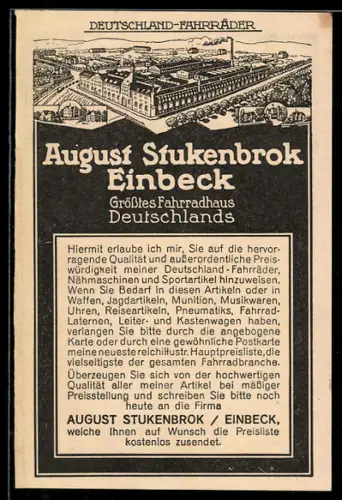 DEUTSCHLAND-FAHRRÄDER
August Stukenbrok
Einbeck
Größtes Fahrradhaus
Deutschlands
Hiermit erlaube ich mir, Sie auf die hervor-
ragende Qualität und außerordentliche Preis-
würdigkeit meiner Deutschland-Fahrräder,
Nähmaschinen und Sportartikel hinzuweisen.
Wenn Sie Bedarf in diesen Artikeln oder in
Waffen, Jagdartikeln, Munition, Musikwaren,
Uhren, Reiseartikeln, Pneumatiks, Fahrrad-
Laternen, Leiter- und Kastenwagen haben,
verlangen Sie bitte durch die angebogene
Karte oder durch eine gewöhnliche Postkarte
meine neueste reich illustr. Hauptpreisliste, die
vielseitigste der gesamten Fahrradbranche.
Überzeugen Sie sich von der hochwertigen
Qualität aller meiner Artikel bei mäßiger
Preisstellung und schreiben Sie bitte noch
heute an die Firma
AUGUST STUKENBROK / EINBECK,
welche Ihnen auf Wunsch die Preisliste
kostenlos zusendet.